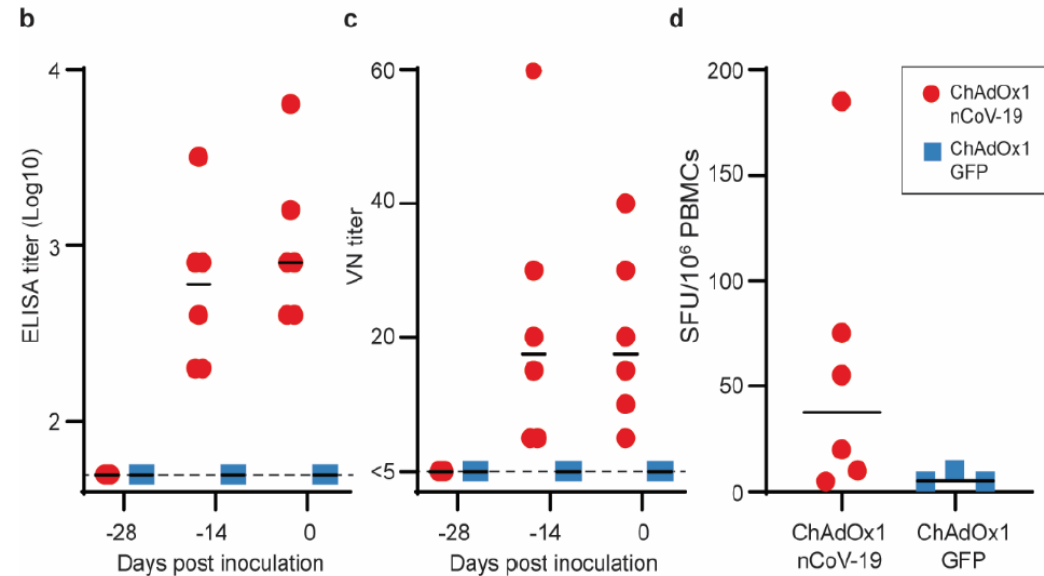 b
ELISA titer (Log10)
4
3
2
-28
-14
0
Days post inoculation
c
VN titer
60
40
20
<5
-28
-14
0
Days post inoculation
d
SFU/10⁶ PBMCs
200
150
100
50
0
ChAdOx1
nCoV-19
ChAdOx1
GFP
ChAdOx1
nCoV-19
ChAdOx1
GFP